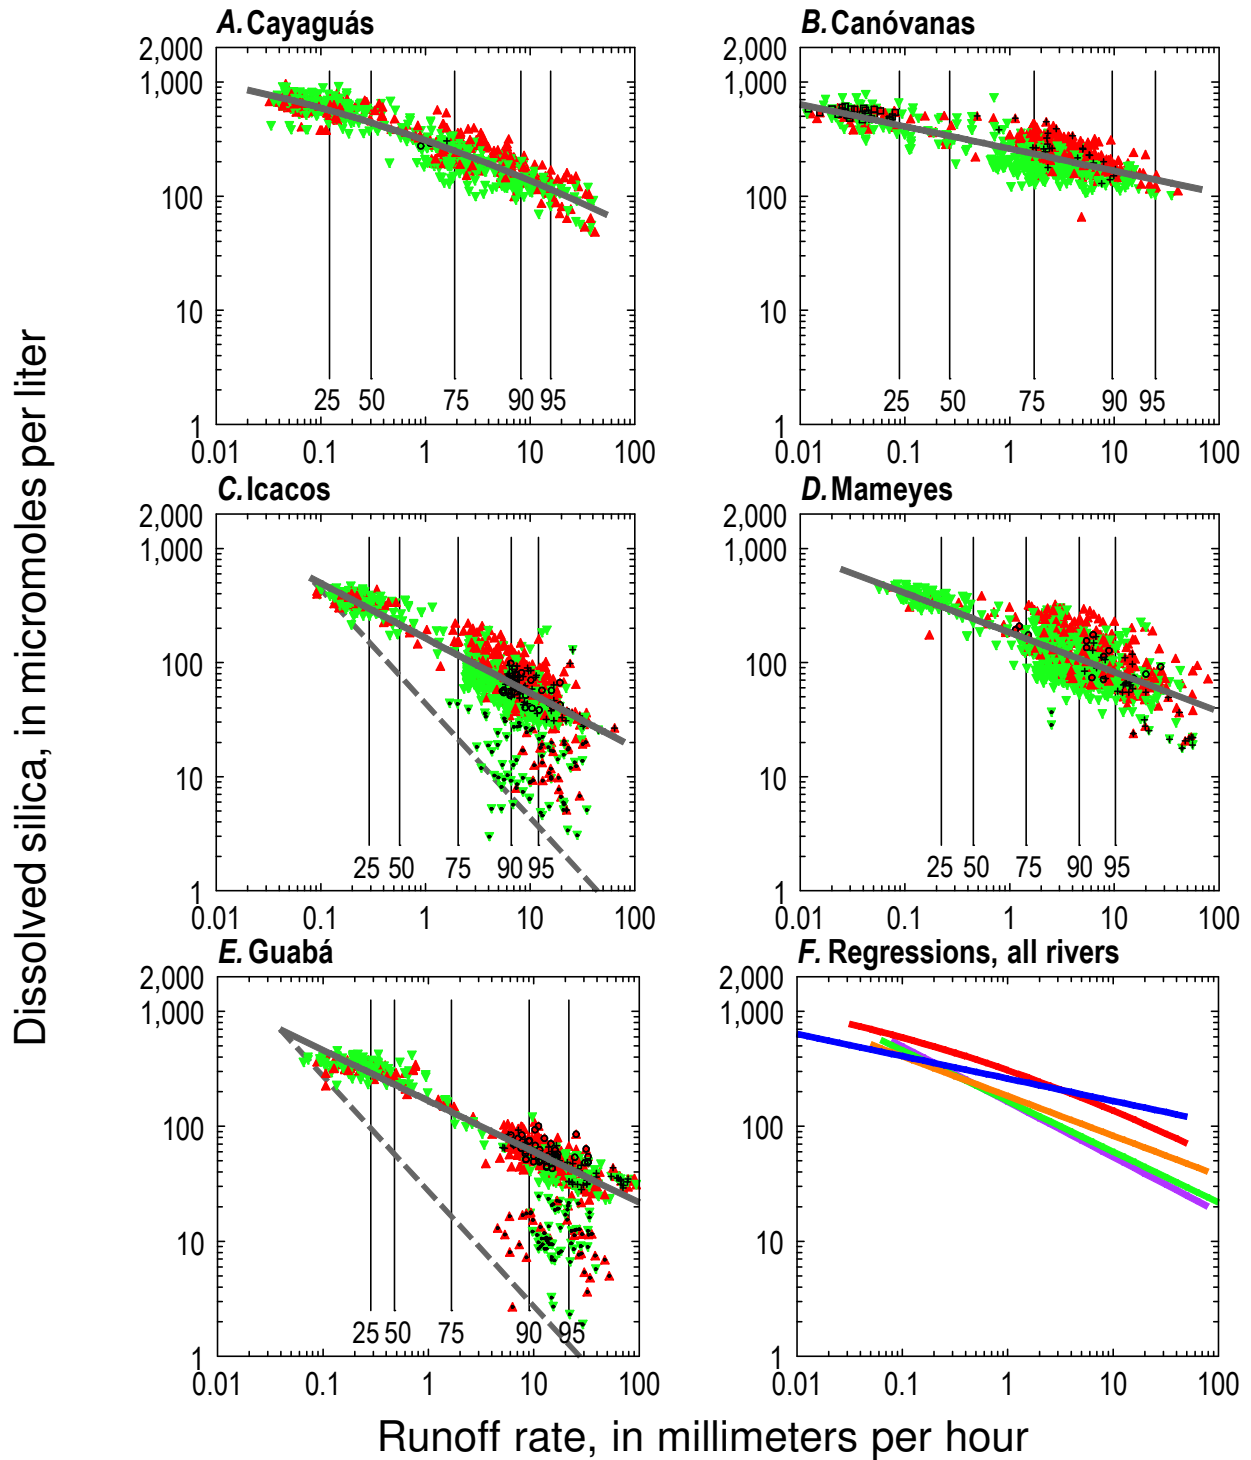 A. Cayaguás
B. Canóvanas
2,000
1,000
100
10
1
25 50 75 90 95
0.01 0.1 1 10 100
2,000
1,000
100
10
1
25 50 75 90 95
0.01 0.1 1 10 100
C. Icacos
D. Mameyes
2,000
1,000
100
10
1
25 50 75 90 95
0.01 0.1 1 10 100
2,000
1,000
100
10
1
25 50 75 90 95
0.01 0.1 1 10 100
E. Guabá
F. Regressions, all rivers
2,000
1,000
100
10
1
25 50 75 90 95
0.01 0.1 1 10 100
2,000
1,000
100
10
1
0.01 0.1 1 10 100
Dissolved silica, in micromoles per liter
Runoff rate, in millimeters per hour